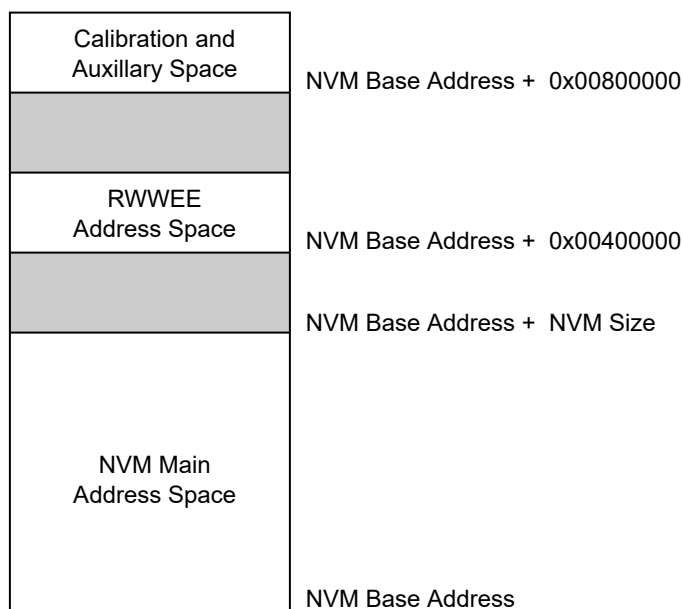 Calibration and
Auxillary Space
NVM Base Address + 0x00800000
RWWEE
Address Space
NVM Base Address + 0x00400000
NVM Base Address + NVM Size
NVM Main
Address Space
NVM Base Address